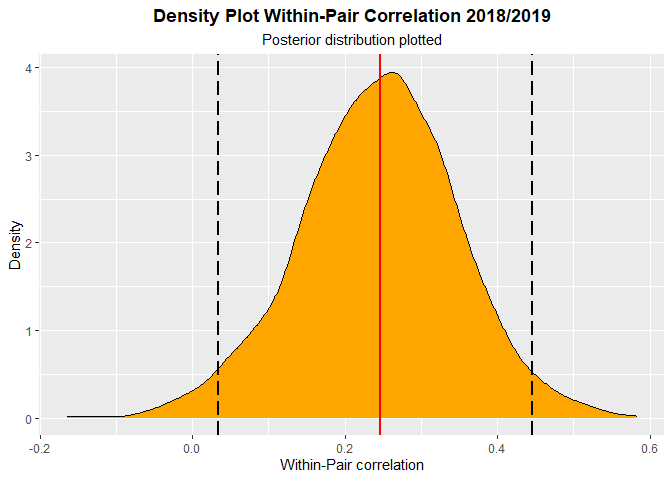 Density Plot Within-Pair Correlation 2018/2019
Posterior distribution plotted
4
3
2
1
0
Density
-0.2 0.0 0.2 0.4 0.6
Within-Pair correlation